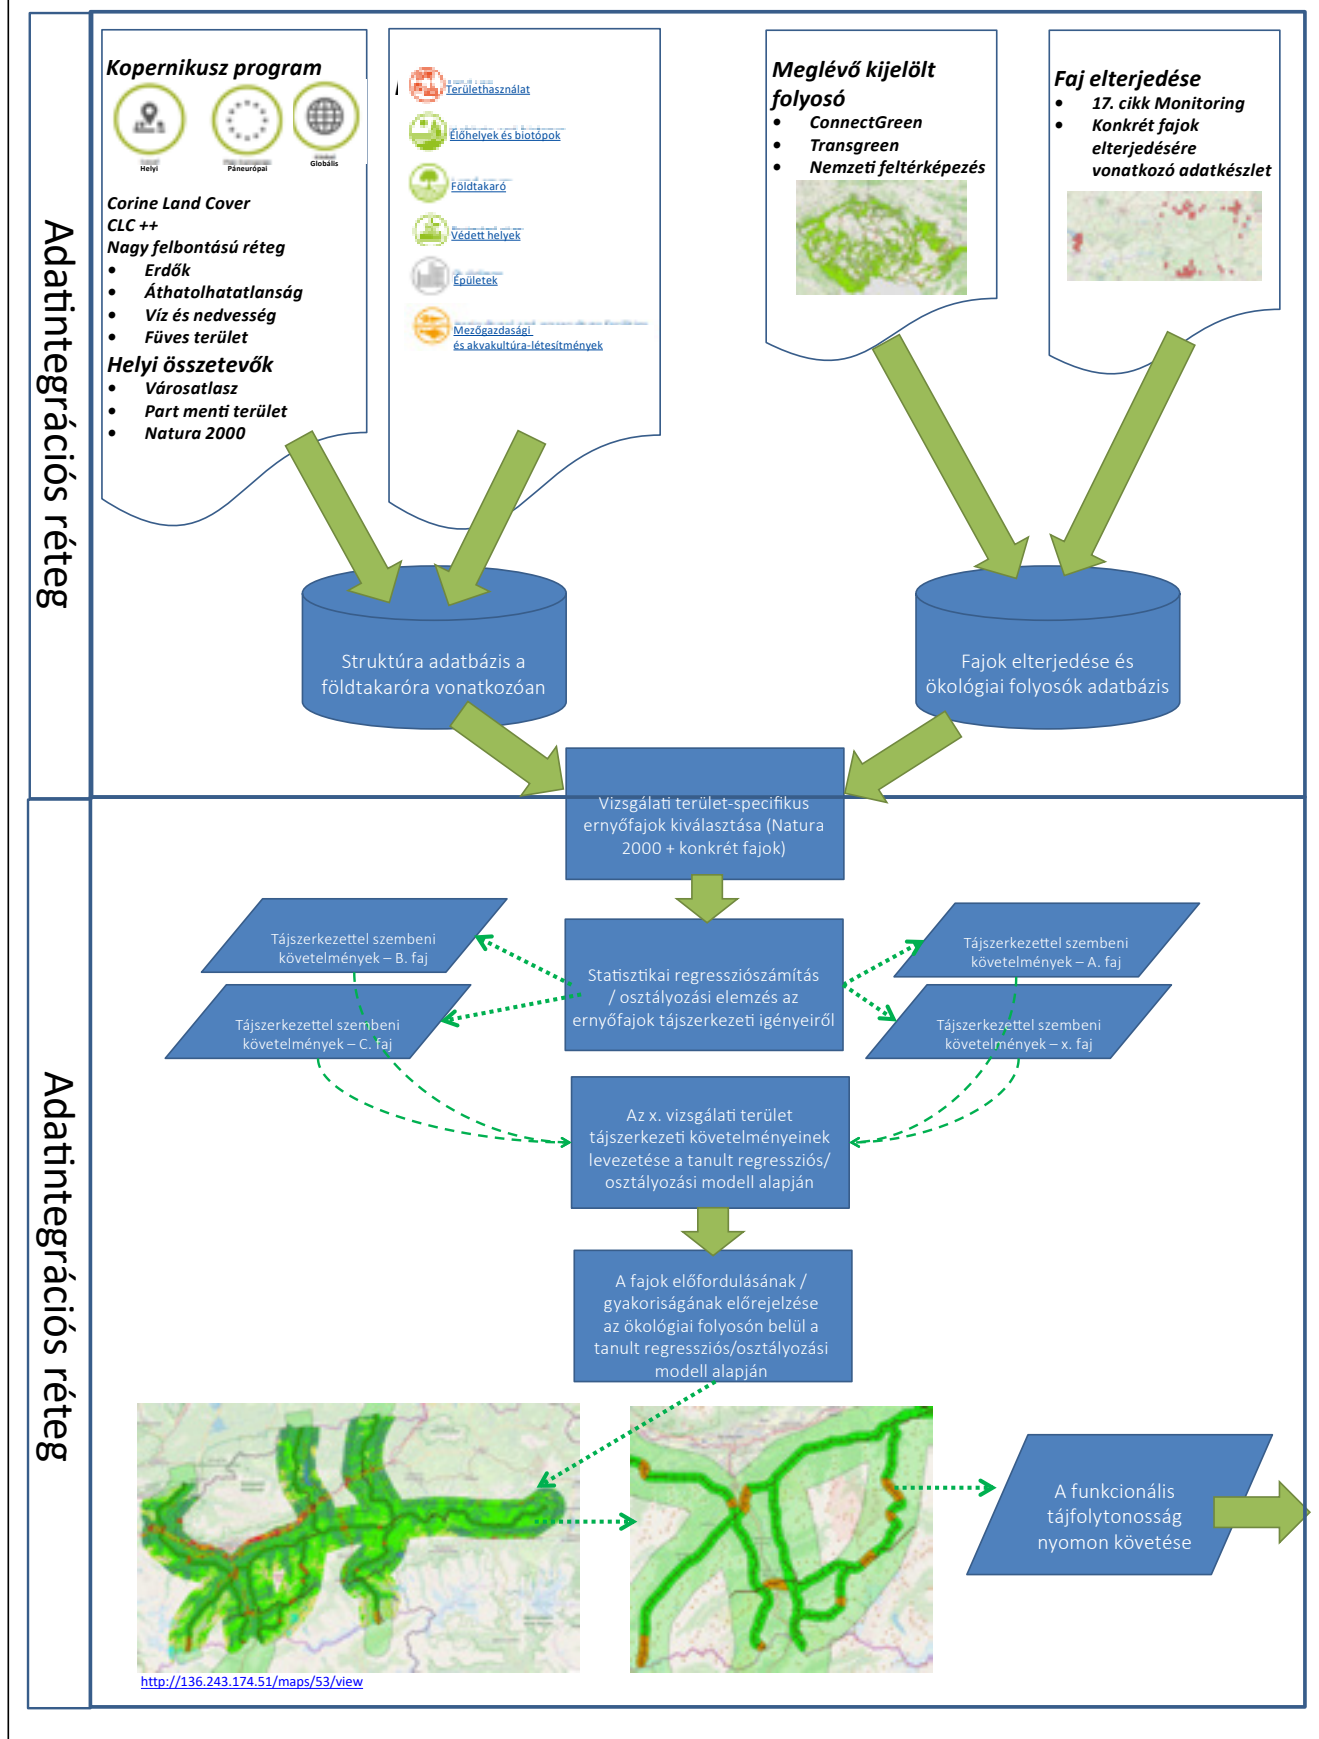 Adatintegrációs réteg
Kopernikusz program
Helyi
Páneurópai
Globális
Corine Land Cover
CLC ++
Nagy felbontású réteg
• Erdők
• Áthatolhatatlanság
• Víz és nedvesség
• Füves terület
Helyi összetevők
• Városatlasz
• Part menti terület
• Natura 2000
Területhasználat
Élőhelyek és biotópok
Földtakaró
Védett helyek
Épületek
Mezőgazdasági
és akvakultúra-létesítmények
Meglévő kijelölt
folyosó
• ConnectGreen
• Transgreen
• Nemzeti feltérképezés
Faj elterjedése
• 17. cikk Monitoring
• Konkrét fajok
elterjedésére
vonatkozó adatkészlet
Struktúra adatbázis a
földtakaróra vonatkozóan
Fajok elterjedése és
ökológiai folyosók adatbázis
Adatintegrációs réteg
Vizsgálati terület-specifikus
ernyőfajok kiválasztása (Natura
2000 + konkrét fajok)
Tájszerkezettel szembeni
követelmények – B. faj
Tájszerkezettel szembeni
követelmények – C. faj
Statisztikai regressziószámítás
/ osztályozási elemzés az
ernyőfajok tájszerkezeti igényeiről
Tájszerkezettel szembeni
követelmények – A. faj
Tájszerkezettel szembeni
követelmények – x. faj
Az x. vizsgálati terület
tájszerkezeti követelményeinek
levezetése a tanult regressziós/
osztályozási modell alapján
A fajok előfordulásának /
gyakoriságának előrejelzése
az ökológiai folyosón belül a
tanult regressziós/osztályozási
modell alapján
A funkcionális
tájfolytonosság
nyomon követése
http://136.243.174.51/maps/53/view